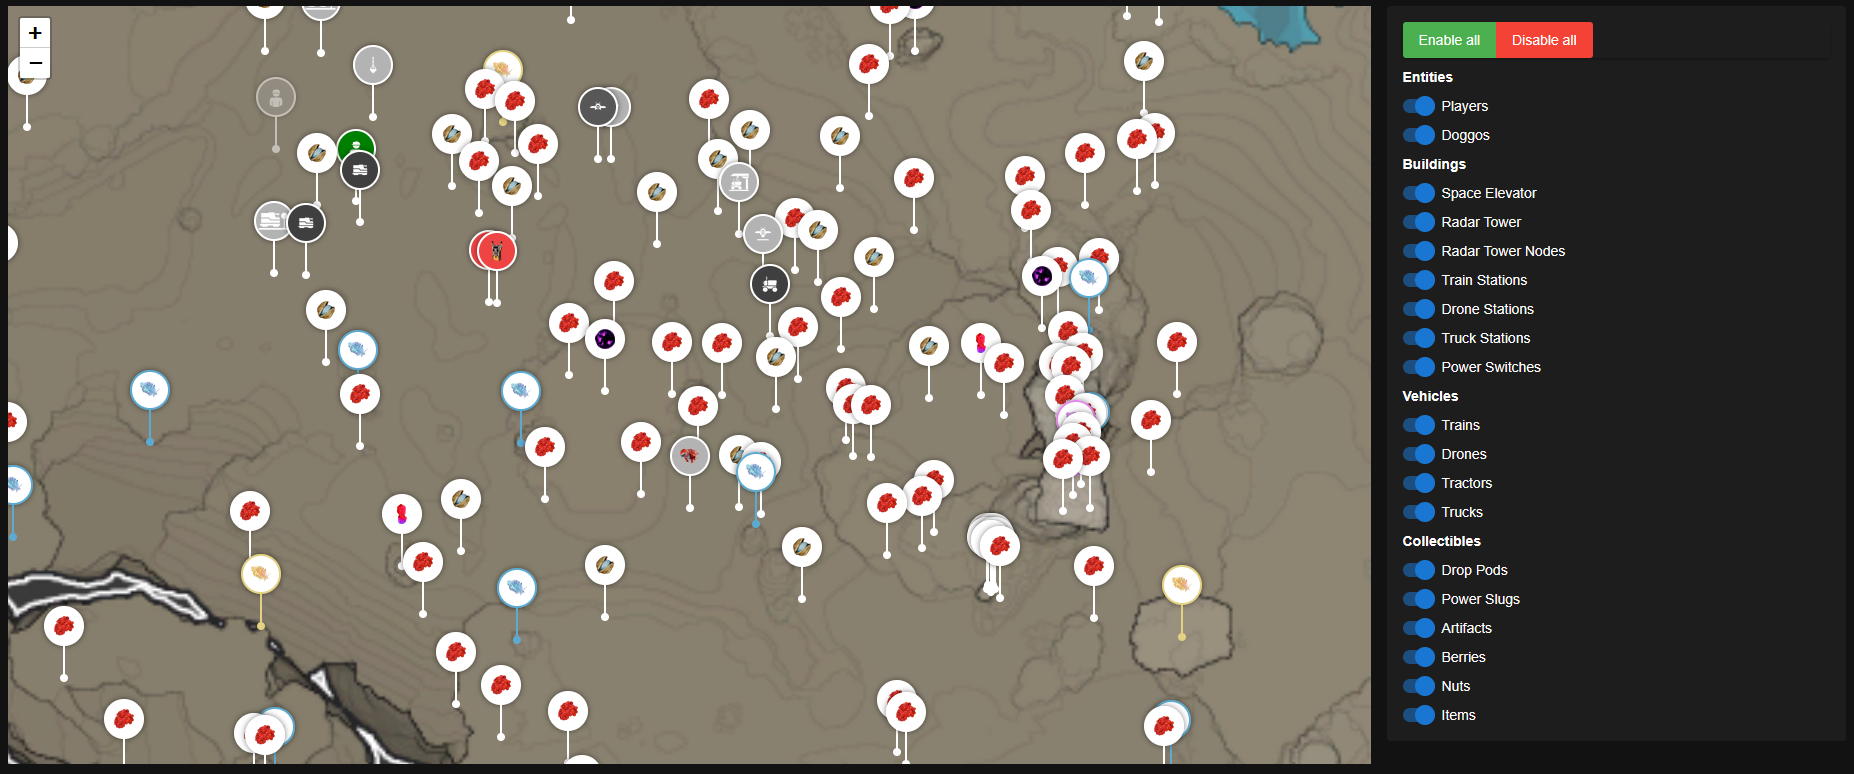 +
−
Enable all Disable all
Entities
Players
Doggos
Buildings
Space Elevator
Radar Tower
Radar Tower Nodes
Train Stations
Drone Stations
Truck Stations
Power Switches
Vehicles
Trains
Drones
Tractors
Trucks
Collectibles
Drop Pods
Power Slugs
Artifacts
Berries
Nuts
Items